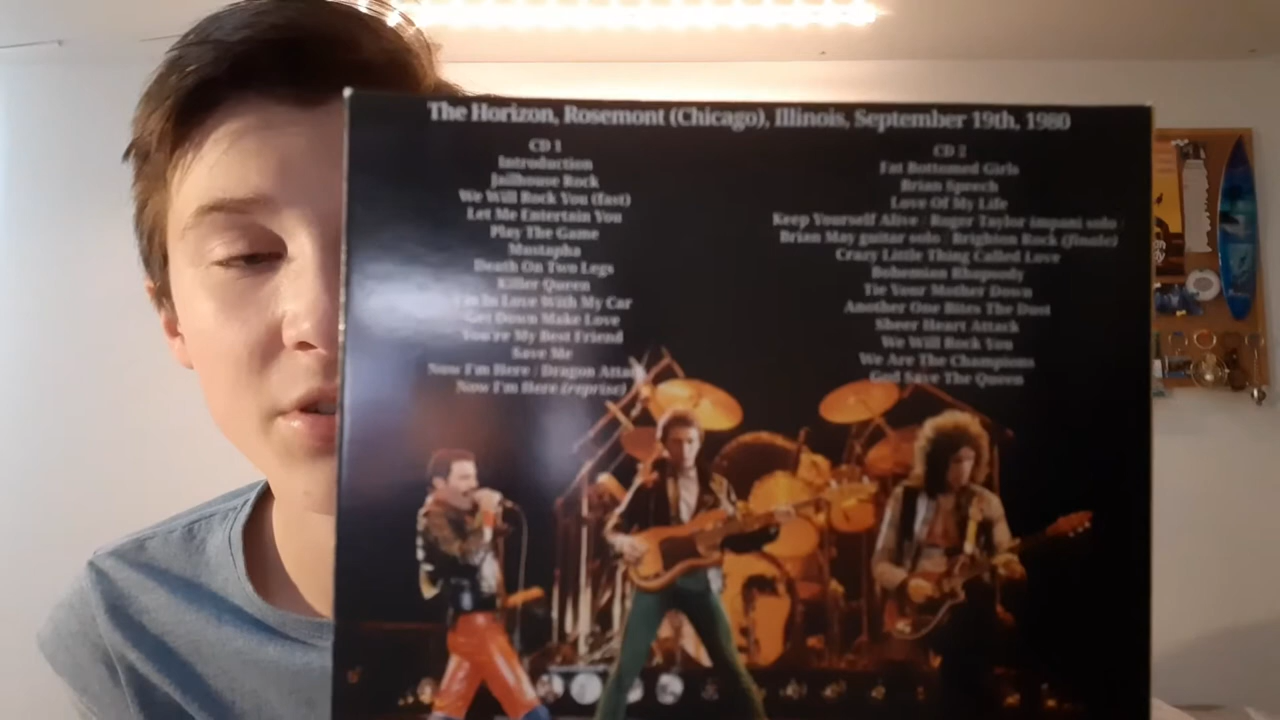 The Horizon, Rosemont (Chicago), Illinois, September 19th, 1980
CD 1
Introduction
Jailhouse Rock
We Will Rock You (fast)
Let Me Entertain You
Play The Game
Mustapha
Death On Two Legs
Killer Queen
I'm In Love With My Car
Get Down Make Love
You're My Best Friend
Save Me
Now I'm Here / Dragon Attack
Now I'm Here (reprise)
CD 2
Fat Bottomed Girls
Brian Speech
Love Of My Life
Keep Yourself Alive / Roger Taylor timpani solo /
Brian May guitar solo / Brighton Rock (finale)
Crazy Little Thing Called Love
Bohemian Rhapsody
Tie Your Mother Down
Another One Bites The Dust
Sheer Heart Attack
We Will Rock You
We Are The Champions
God Save The Queen